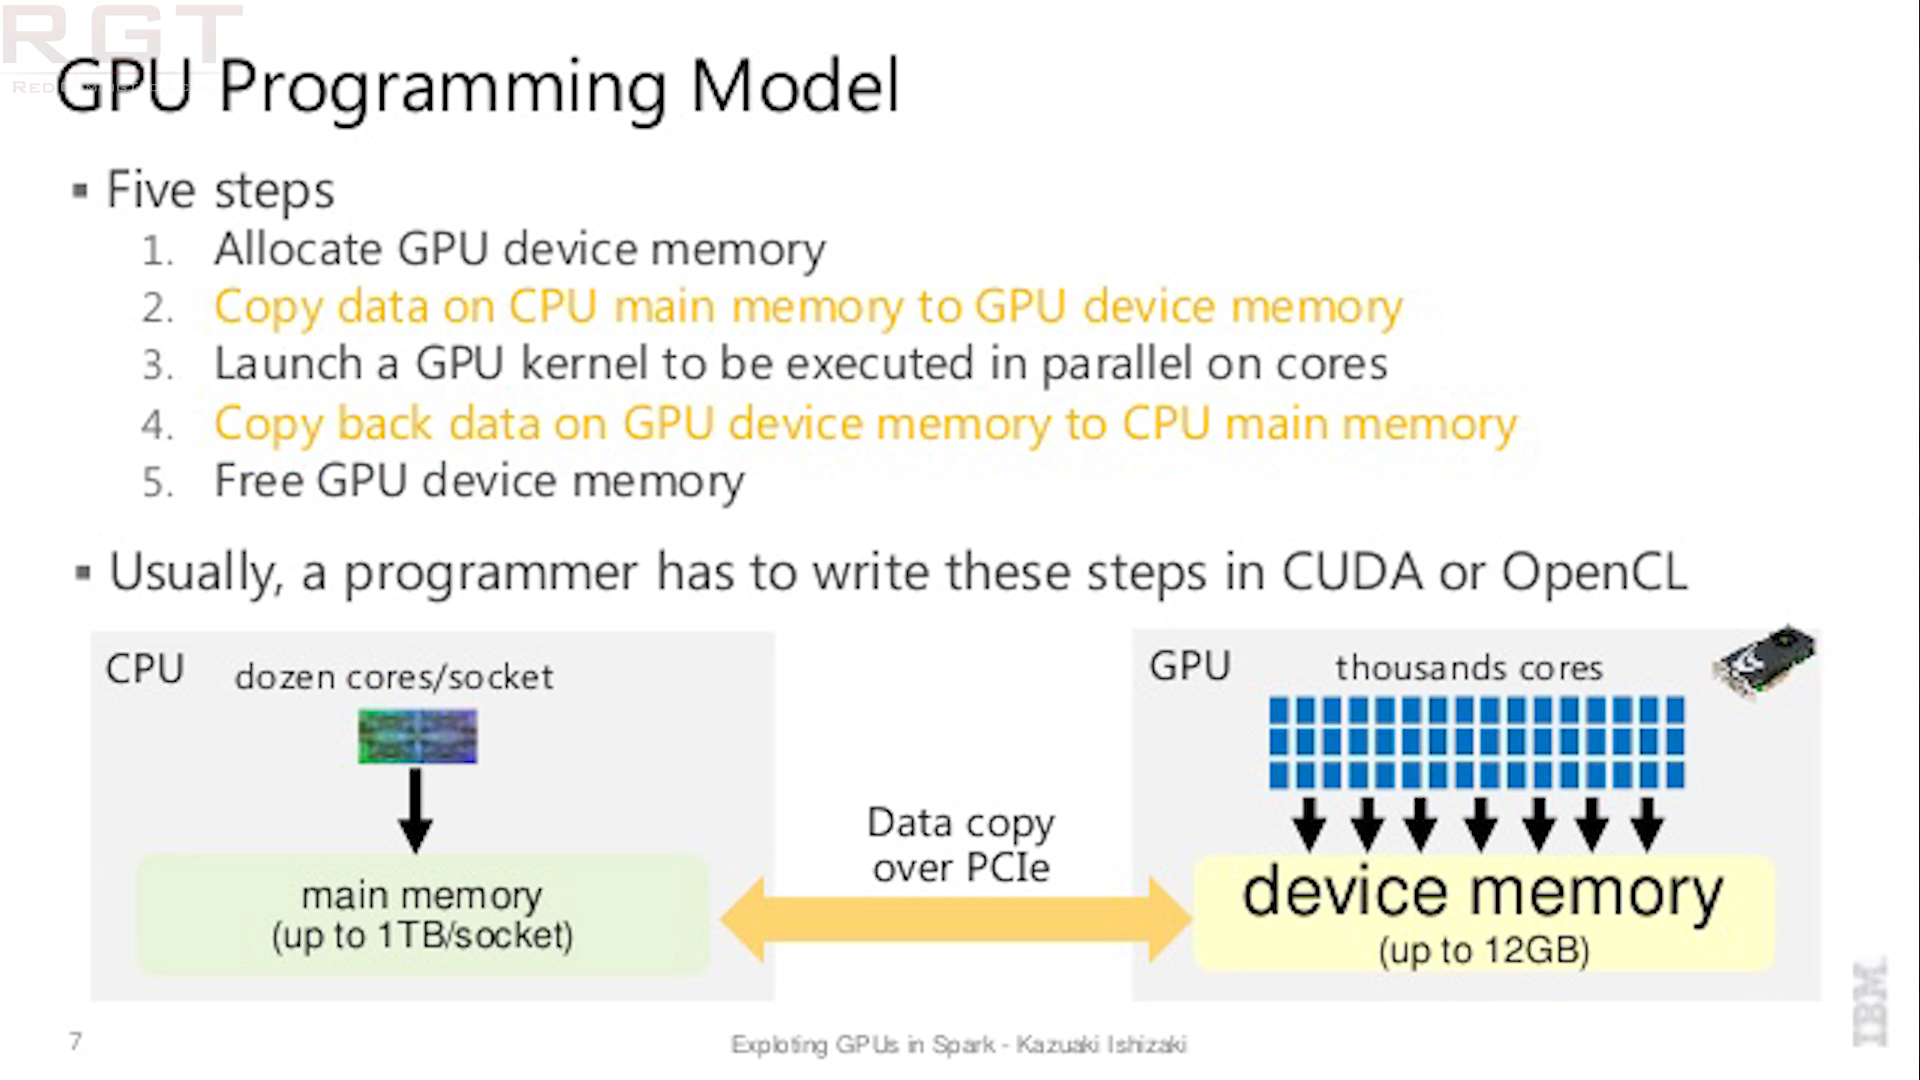 RGT
GPU Programming Model
▪ Five steps
1. Allocate GPU device memory
2. Copy data on CPU main memory to GPU device memory
3. Launch a GPU kernel to be executed in parallel on cores
4. Copy back data on GPU device memory to CPU main memory
5. Free GPU device memory
▪ Usually, a programmer has to write these steps in CUDA or OpenCL
CPU
dozen cores/socket
main memory
(up to 1TB/socket)
Data copy
over PCIe
GPU
thousands cores
device memory
(up to 12GB)
7
Exploting GPUs in Spark - Kazuaki Ishizaki
IBM